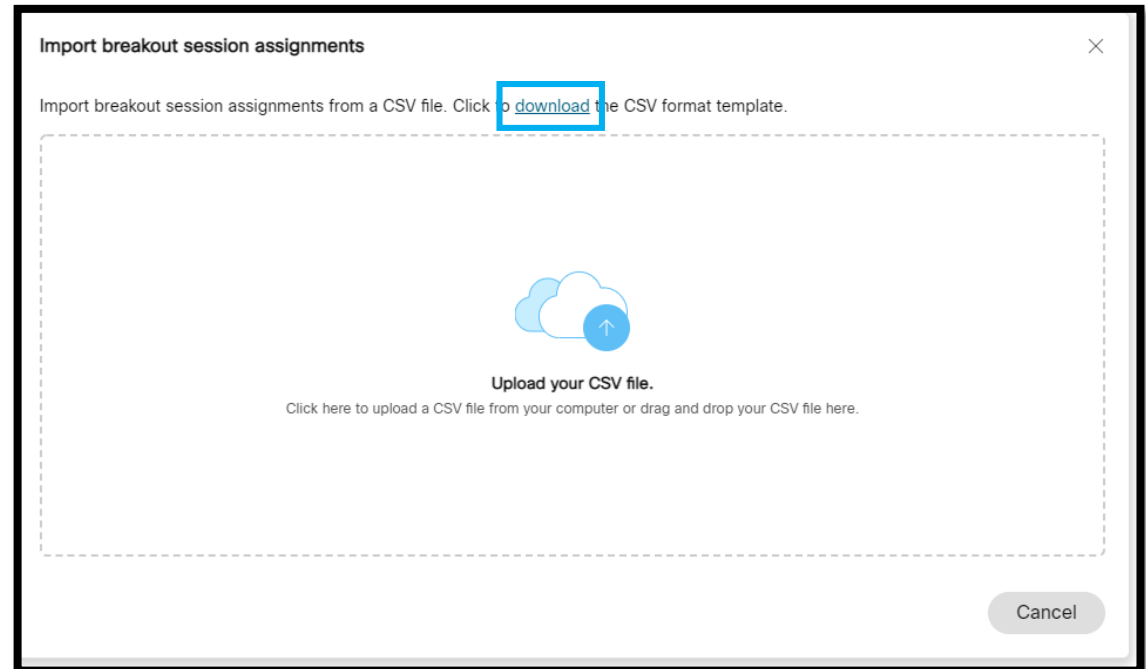 Import breakout session assignments
Import breakout session assignments from a CSV file. Click to download the CSV format template.
Upload your CSV file.
Click here to upload a CSV file from your computer or drag and drop your CSV file here.
Cancel